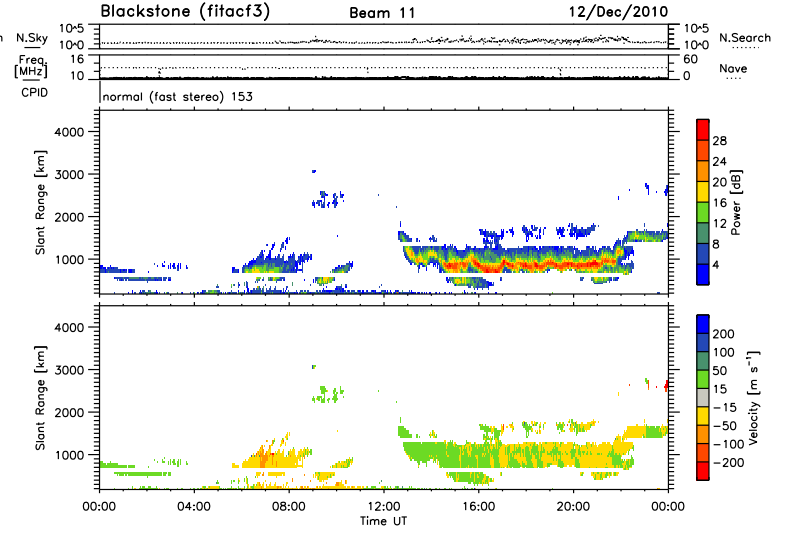 Blackstone (fitacf3) Beam 11 12/Dec/2010
n N.Sky 10^5 10^0 10^5 10^0 N.Search
Freq. [MHz] 16 10 60 0 Nave
CPID normal (fast stereo) 153
Slant Range [km] 4000 3000 2000 1000
28 24 20 16 12 8 4 Power [dB]
Slant Range [km] 4000 3000 2000 1000
200 100 50 15 −15 −50 −100 −200 Velocity [m s⁻¹]
00:00 04:00 08:00 12:00 16:00 20:00 00:00
Time UT